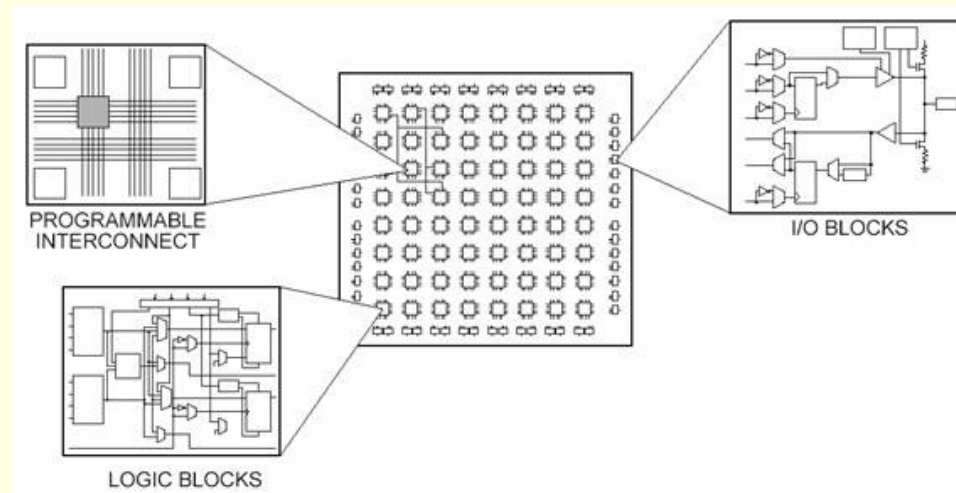 PROGRAMMABLE
INTERCONNECT
I/O BLOCKS
LOGIC BLOCKS